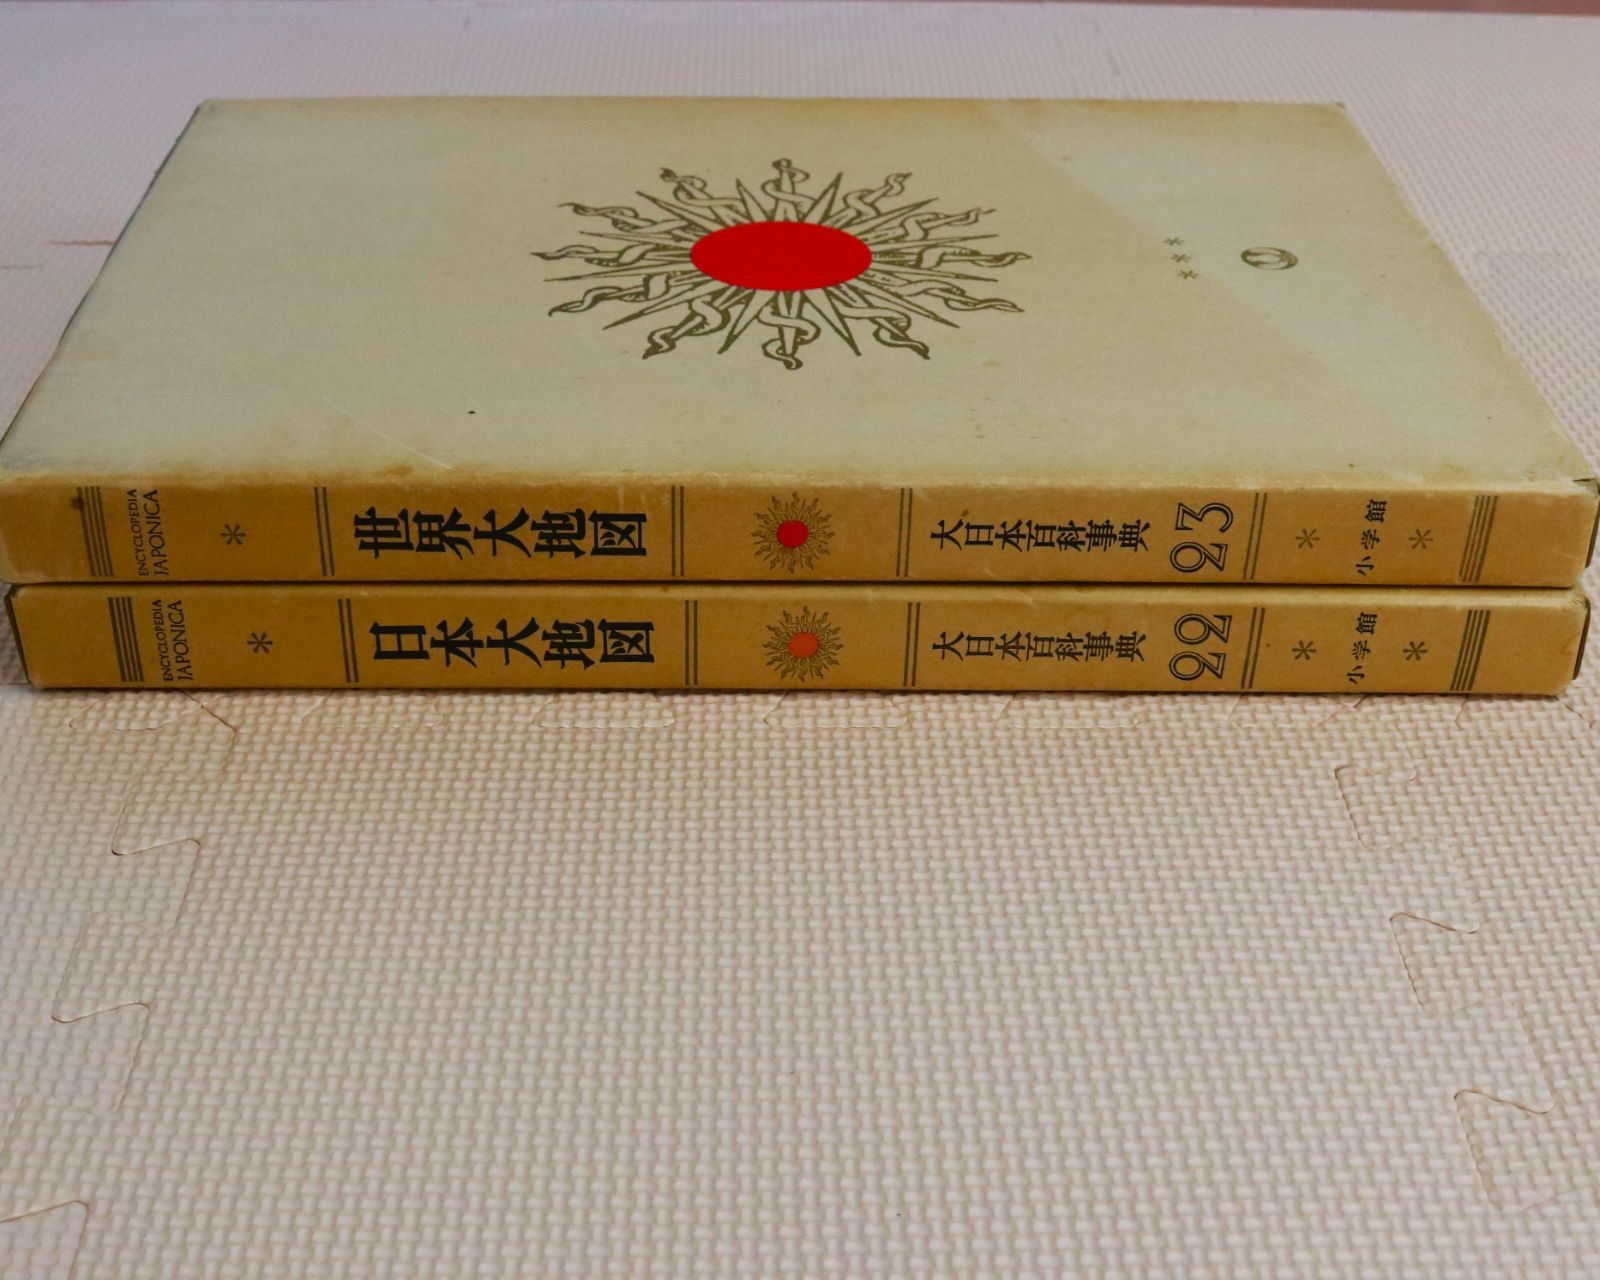 ENCYCLOPEDIA
JAPONICA
世界大地図
大日本百科事典
23
小学館
ENCYCLOPEDIA
JAPONICA
日本大地図
大日本百科事典
22
小学館